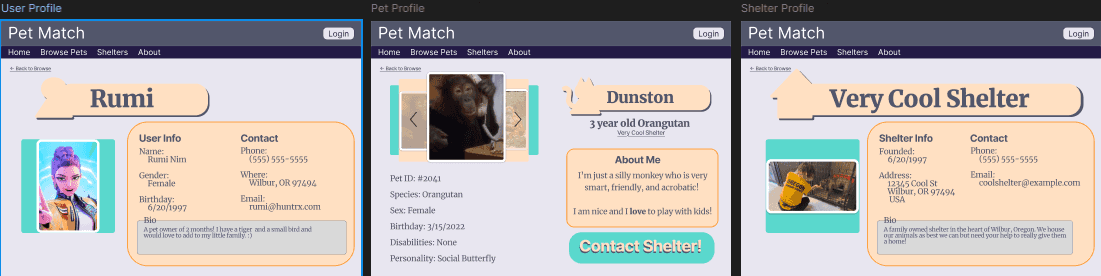 User Profile
Pet Match
Login
Home Browse Pets Shelters About
← Back to Browse
Rumi
User Info
Name:
Rumi Nim
Gender:
Female
Birthday:
6/20/1997
Contact
Phone:
(555) 555-5555
Where:
Wilbur, OR 97494
Email:
rumi@huntrx.com
Bio
A pet owner of 2 months! I have a tiger and a small bird and
would love to add to my little family. :)
Pet Profile
Pet Match
Login
Home Browse Pets Shelters About
← Back to Browse
Dunston
3 year old Orangutan
Very Cool Shelter
Pet ID: #2041
Species: Orangutan
Sex: Female
Birthday: 3/15/2022
Disabilities: None
Personality: Social Butterfly
About Me
I'm just a silly monkey who is very
smart, friendly, and acrobatic!
I am nice and I love to play with kids!
Contact Shelter!
Shelter Profile
Pet Match
Login
Home Browse Pets Shelters About
← Back to Browse
Very Cool Shelter
Shelter Info
Founded:
6/20/1997
Address:
12345 Cool St
Wilbur, OR 97494
USA
Contact
Phone:
(555) 555-5555
Email:
coolshelter@example.com
Bio
A family owned shelter in the heart of Wilbur, Oregon. We house
our animals as best we can but need your help to really give them
a home!